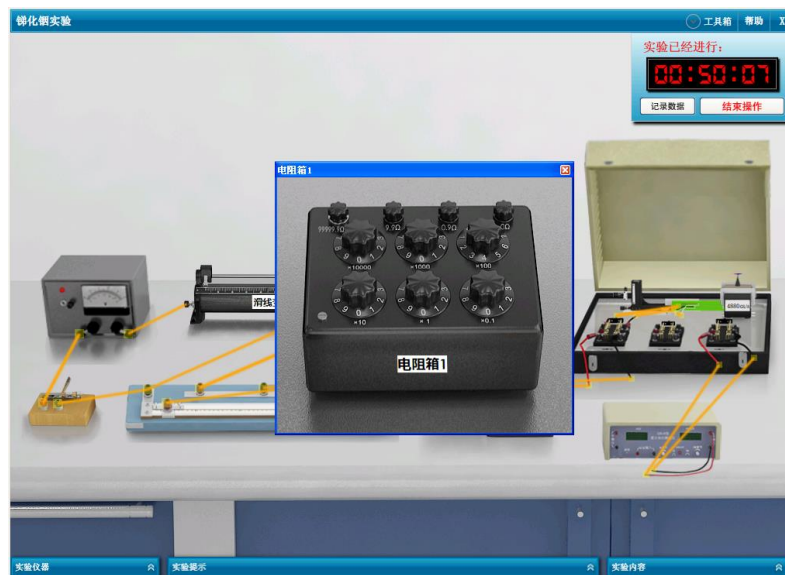 锑化铟实验
工具箱
帮助
X
实验已经进行：
00:50:07
记录数据
结束操作
电阻箱1
99999.9Ω
9.9Ω
0.9Ω
×10000
×1000
×100
×10
×1
×0.1
电阻箱1
实验仪器
实验提示
实验内容